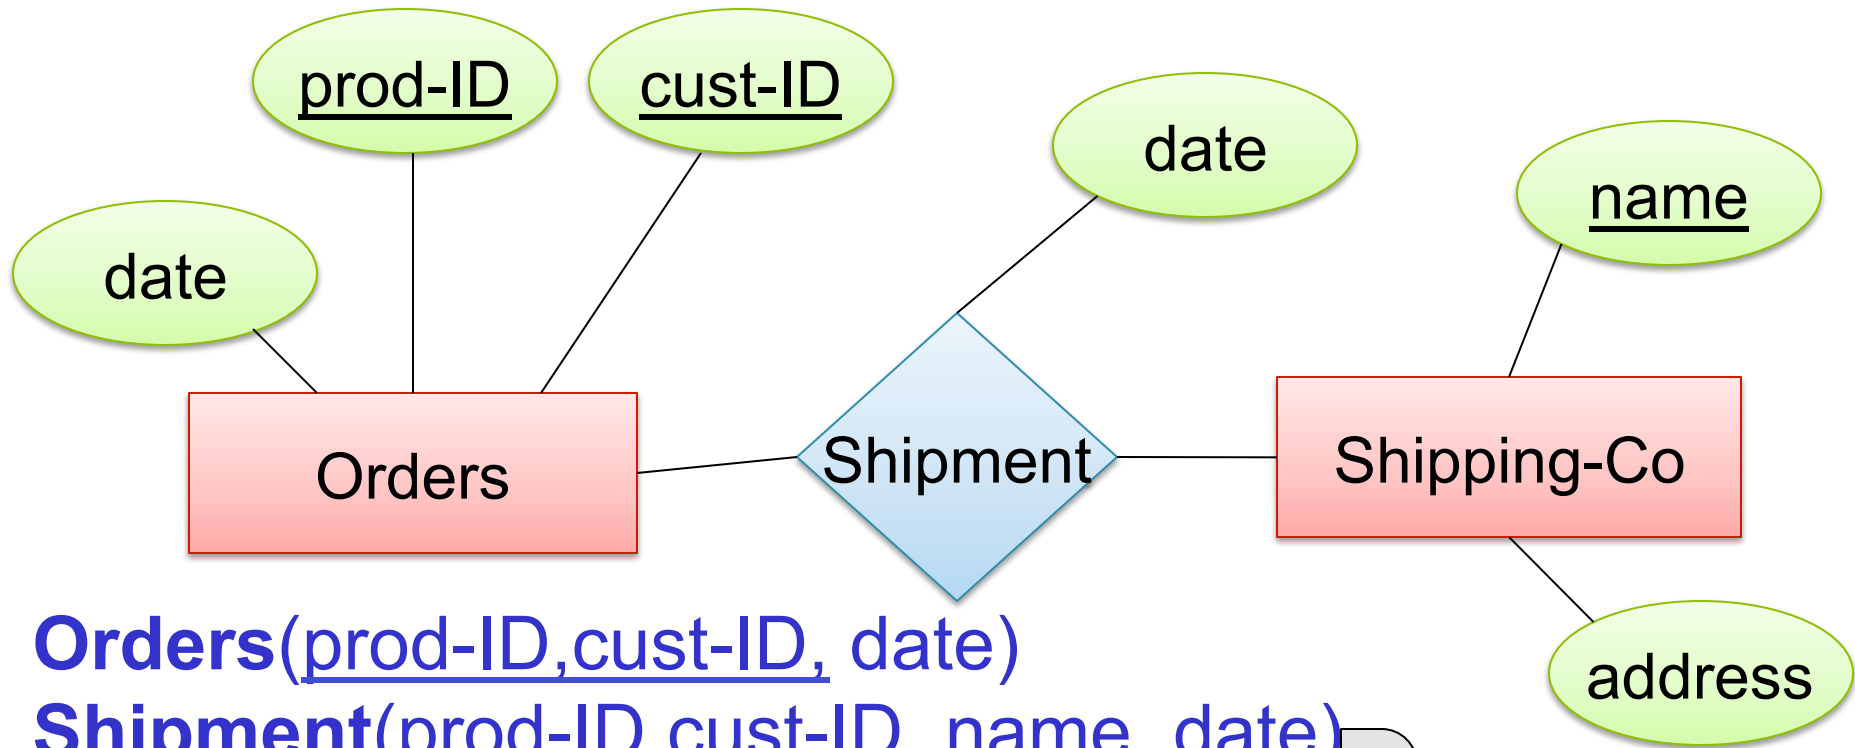 prod-ID
cust-ID
date
name
date
Orders
Shipment
Shipping-Co
Orders(prod-ID,cust-ID, date)
address
Shipment(prod-ID,cust-ID, name, date)